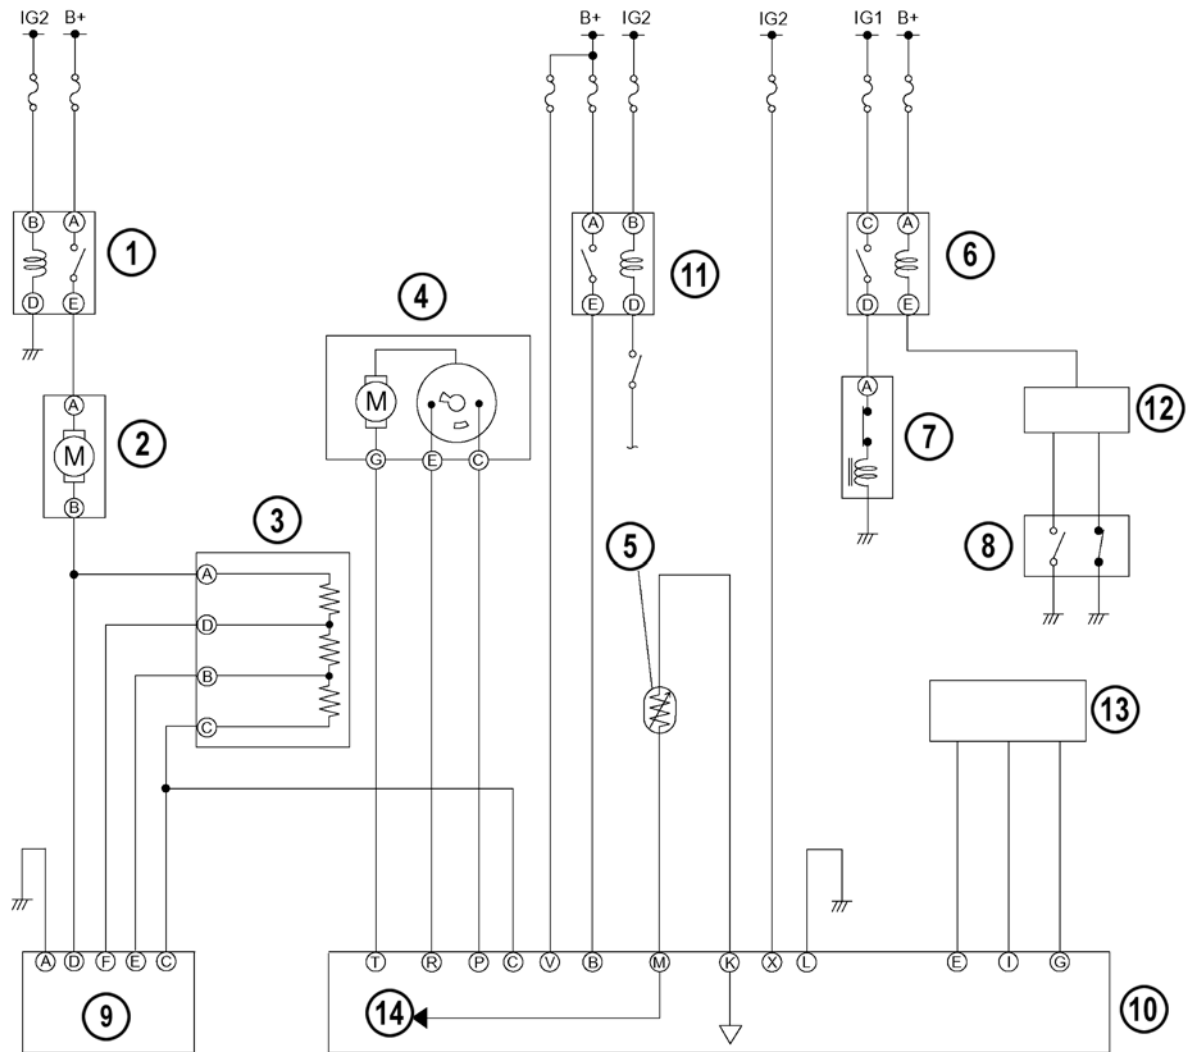 IG2 B+ B+ IG2 IG2 IG1 B+
B A A B C A
1 11 6
D E E D D E
4
A M A 12
2 M 7
G E C
B
3 5 8
A
D
B 13
C
A D F E C T R P C V B M K X L E I G
9 14 10